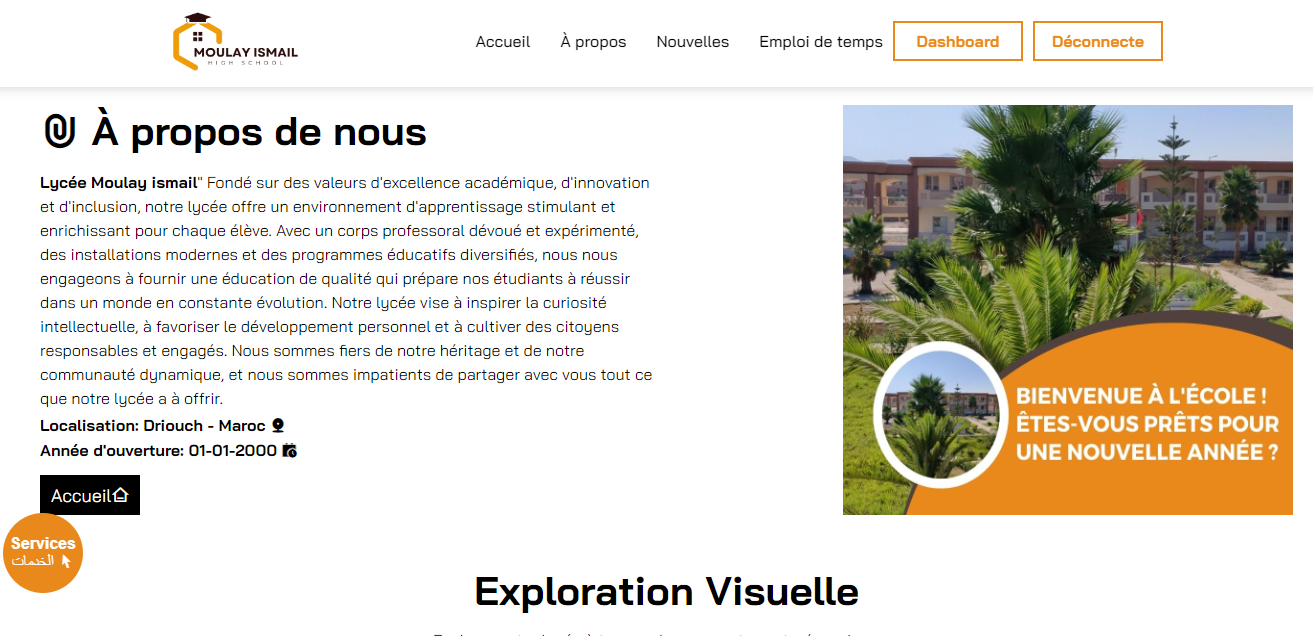 MOULAY ISMAIL
HIGH SCHOOL
Accueil
À propos
Nouvelles
Emploi de temps
Dashboard
Déconnecte
À propos de nous
Lycée Moulay ismail" Fondé sur des valeurs d'excellence académique, d'innovation
et d'inclusion, notre lycée offre un environnement d'apprentissage stimulant et
enrichissant pour chaque élève. Avec un corps professoral dévoué et expérimenté,
des installations modernes et des programmes éducatifs diversifiés, nous nous
engageons à fournir une éducation de qualité qui prépare nos étudiants à réussir
dans un monde en constante évolution. Notre lycée vise à inspirer la curiosité
intellectuelle, à favoriser le développement personnel et à cultiver des citoyens
responsables et engagés. Nous sommes fiers de notre héritage et de notre
communauté dynamique, et nous sommes impatients de partager avec vous tout ce
que notre lycée a à offrir.
Localisation: Driouch - Maroc
Année d'ouverture: 01-01-2000
Accueil
BIENVENUE À L'ÉCOLE !
ÊTES-VOUS PRÊTS POUR
UNE NOUVELLE ANNÉE ?
Services
الخدمات
Exploration Visuelle